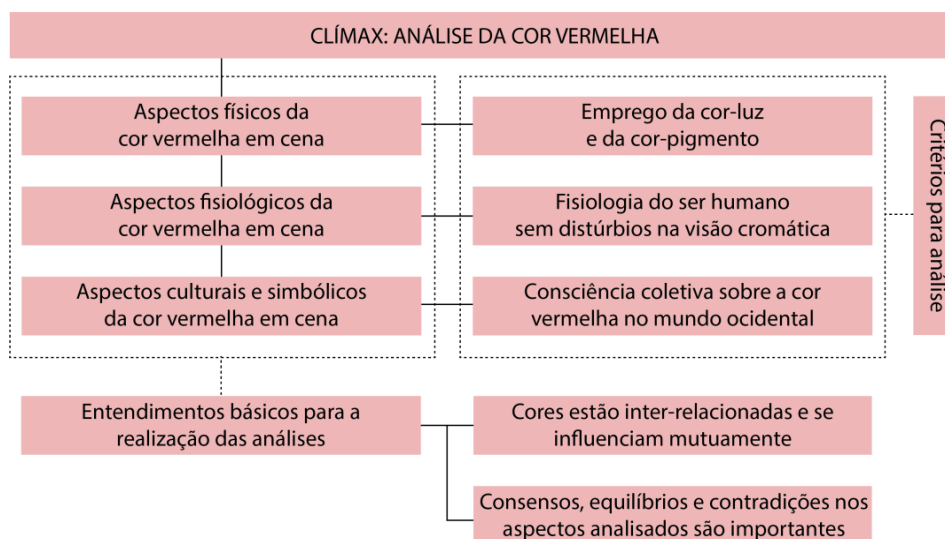 CLÍMAX: ANÁLISE DA COR VERMELHA
Aspectos físicos da
cor vermelha em cena
Emprego da cor-luz
e da cor-pigmento
Aspectos fisiológicos da
cor vermelha em cena
Fisiologia do ser humano
sem distúrbios na visão cromática
Aspectos culturais e simbólicos
da cor vermelha em cena
Consciência coletiva sobre a cor
vermelha no mundo ocidental
Critérios para análise
Entendimentos básicos para a
realização das análises
Cores estão inter-relacionadas e se
influenciam mutuamente
Consensos, equilíbrios e contradições nos
aspectos analisados são importantes